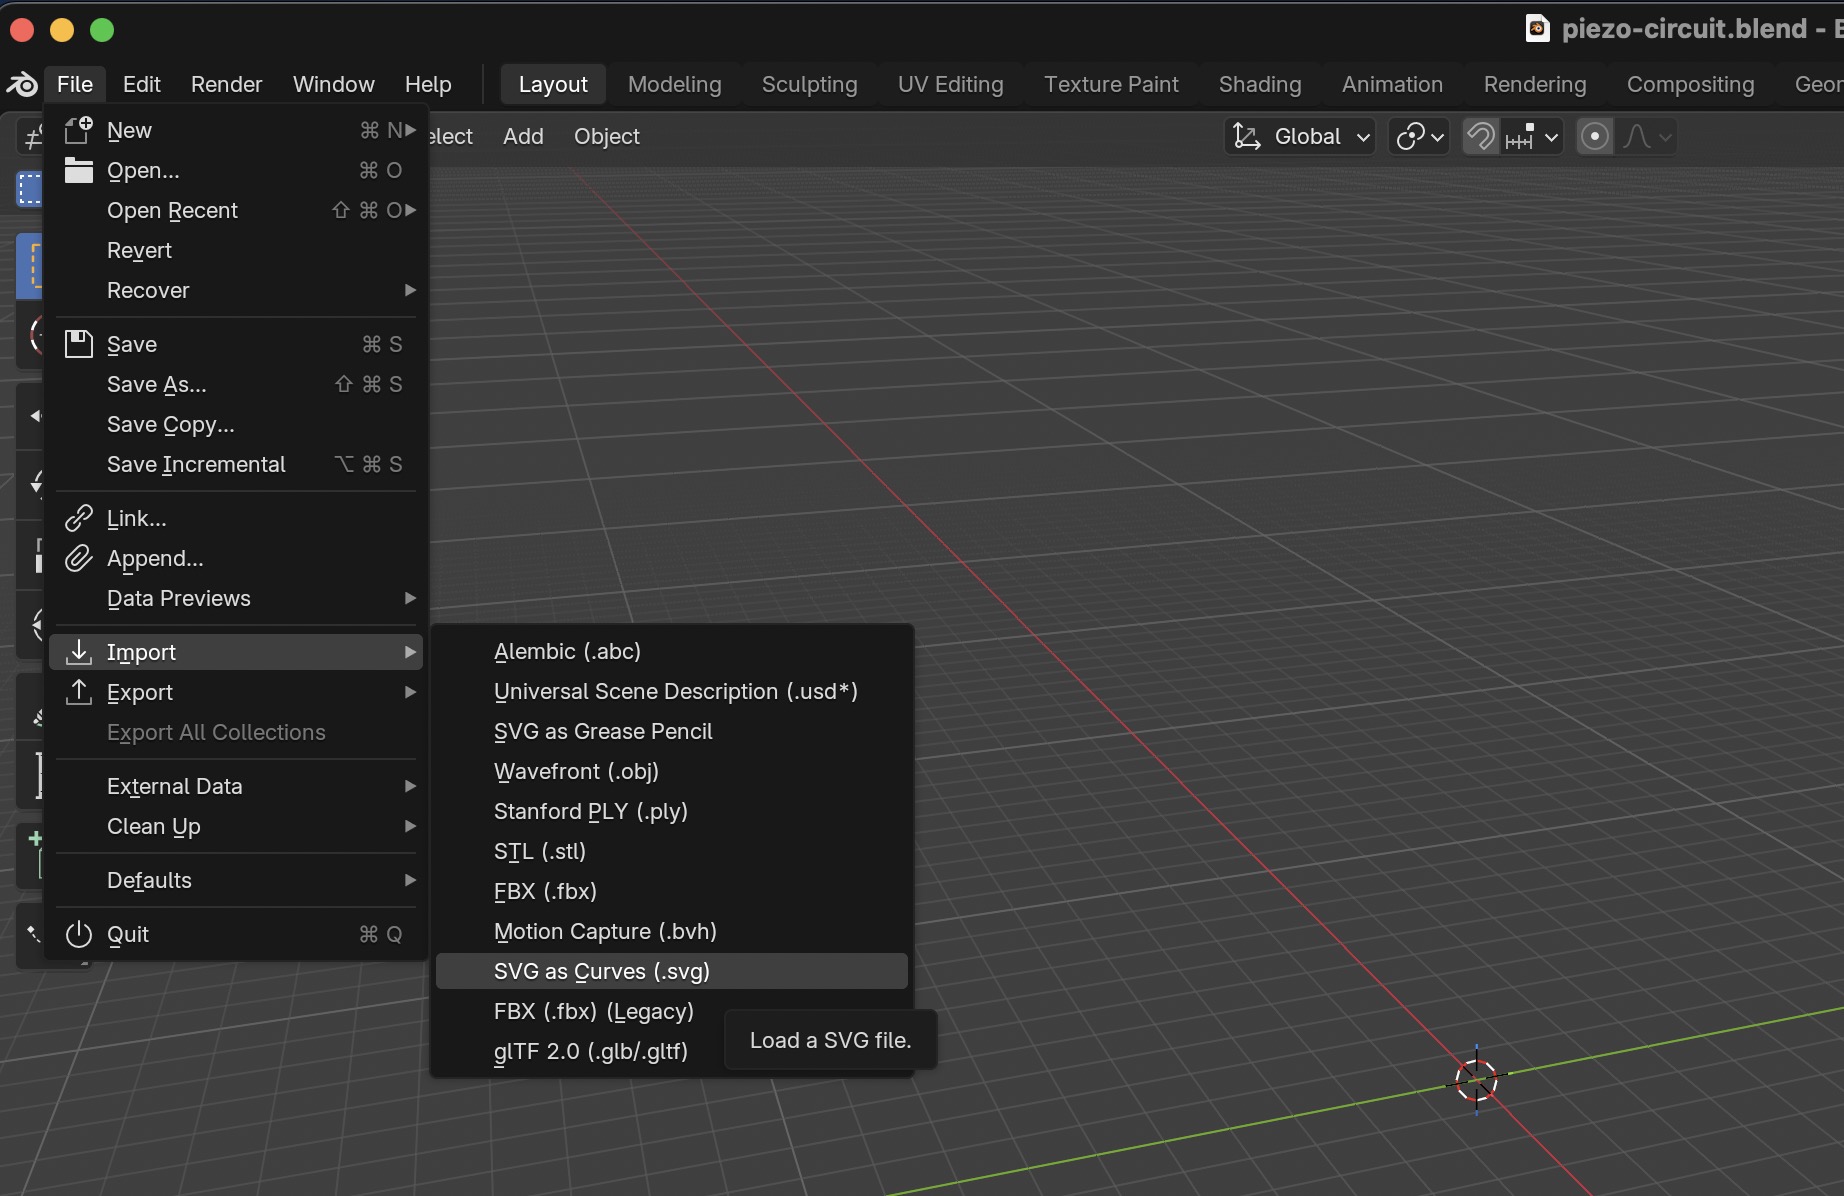 piezo-circuit.blend -
File Edit Render Window Help Layout Modeling Sculpting UV Editing Texture Paint Shading Animation Rendering Compositing
Add Object Global
New ⌘ N
Open... ⌘ O
Open Recent ⇧ ⌘ O
Revert
Recover
Save ⌘ S
Save As... ⇧ ⌘ S
Save Copy...
Save Incremental ⌥ ⌘ S
Link...
Append...
Data Previews
Import
Export
Export All Collections
External Data
Clean Up
Defaults
Quit ⌘ Q
Alembic (.abc)
Universal Scene Description (.usd*)
SVG as Grease Pencil
Wavefront (.obj)
Stanford PLY (.ply)
STL (.stl)
FBX (.fbx)
Motion Capture (.bvh)
SVG as Curves (.svg)
FBX (.fbx) (Legacy)
glTF 2.0 (.glb/.gltf)
Load a SVG file.